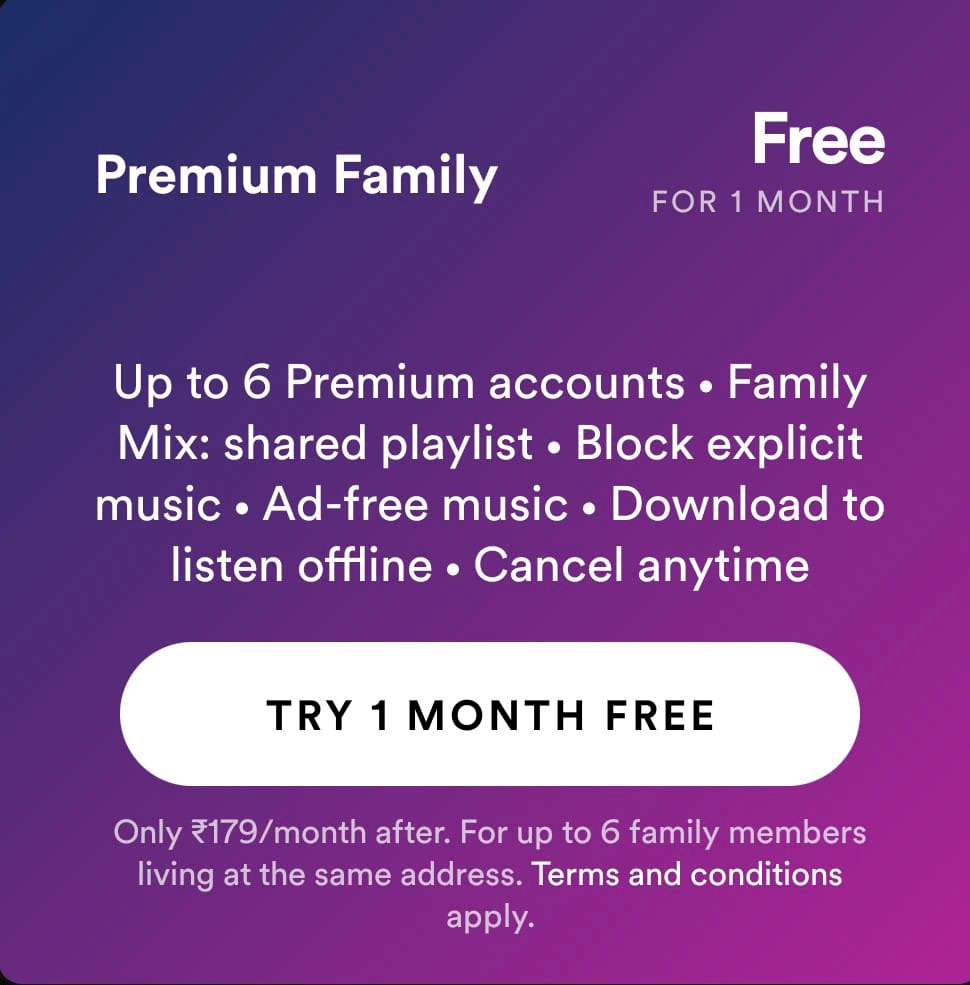 Premium Family
Free
FOR 1 MONTH
Up to 6 Premium accounts • Family
Mix: shared playlist • Block explicit
music • Ad-free music • Download to
listen offline • Cancel anytime
TRY 1 MONTH FREE
Only ₹179/month after. For up to 6 family members
living at the same address. Terms and conditions
apply.